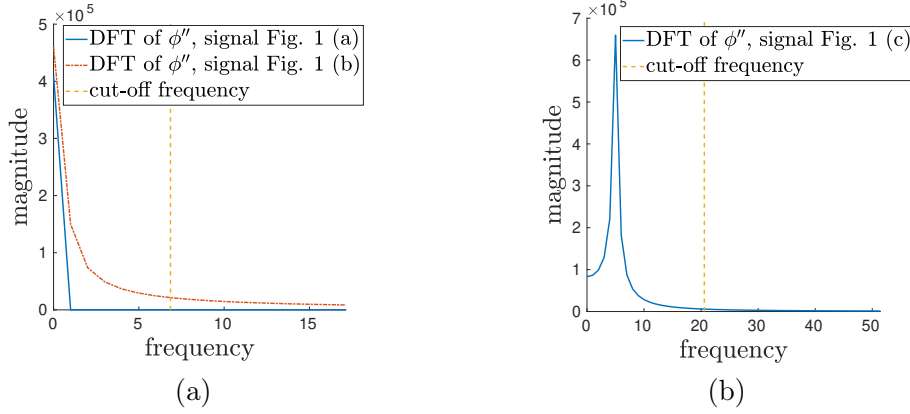 ×10^5
DFT of ϕ″, signal Fig. 1 (a)
DFT of ϕ″, signal Fig. 1 (b)
cut-off frequency
magnitude
5
4
3
2
1
0
0 5 10 15
frequency
(a)
×10^5
DFT of ϕ″, signal Fig. 1 (c)
cut-off frequency
magnitude
7
6
5
4
3
2
1
0
0 10 20 30 40 50
frequency
(b)